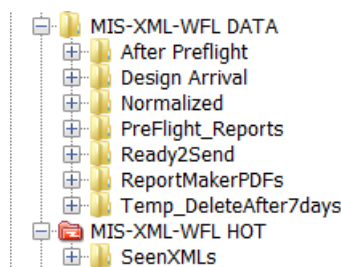 MIS-XML-WFL DATA
After Preflight
Design Arrival
Normalized
PreFlight_Reports
Ready2Send
ReportMakerPDFs
Temp_DeleteAfter7days
MIS-XML-WFL HOT
SeenXMLs